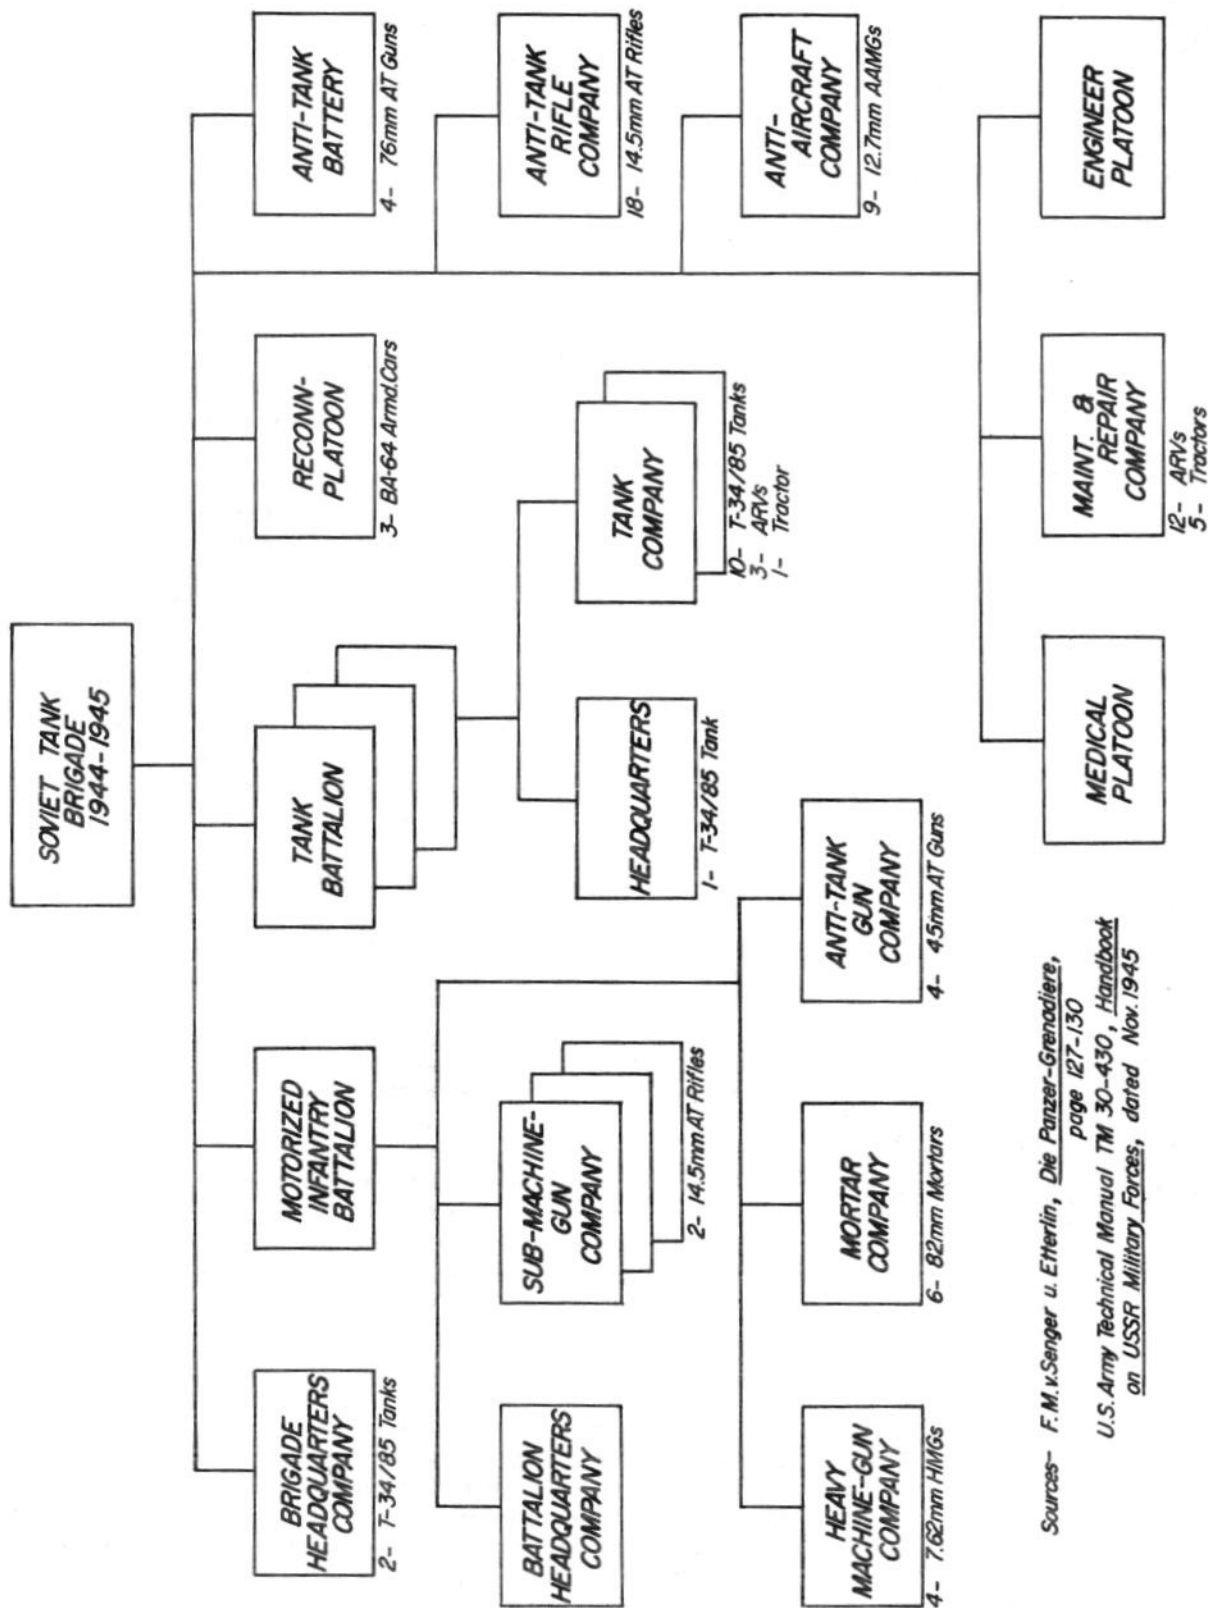 SOVIET TANK
BRIGADE
1944-1945
BRIGADE
HEADQUARTERS
COMPANY
2- T-34/85 Tanks
MOTORIZED
INFANTRY
BATTALION
TANK
BATTALION
RECONN-
PLATOON
3- BA-64 Armd.Cars
ANTI-TANK
BATTERY
4- 76mm AT Guns
BATTALION
HEADQUARTERS
COMPANY
SUB-MACHINE-
GUN
COMPANY
2- 14.5mm AT Rifles
HEADQUARTERS
1- T-34/85 Tank
TANK
COMPANY
10- T-34/85 Tanks
3- ARVs
1- Tractor
ANTI-TANK
RIFLE
COMPANY
18- 14.5mm AT Rifles
HEAVY
MACHINE-GUN
COMPANY
4- 7.62mm HMGs
MORTAR
COMPANY
6- 82mm Mortars
ANTI-TANK
GUN
COMPANY
4- 45mm AT Guns
ANTI-
AIRCRAFT
COMPANY
9- 12.7mm AAMGs
MEDICAL
PLATOON
MAINT. &
REPAIR
COMPANY
12- ARVs
5- Tractors
ENGINEER
PLATOON
Sources- F. M. v. Senger u. Etterlin, Die Panzer-Grenadiere,
page 127-130
U.S. Army Technical Manual TM 30-430, Handbook
on USSR Military Forces, dated Nov. 1945